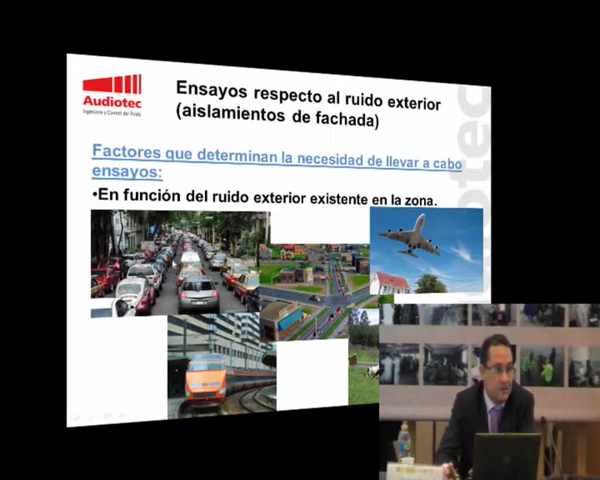 Ensayos respecto al ruido exterior
(aislamientos de fachada)
Audiotec
Ingeniería y Control del Ruido
Factores que determinan la necesidad de llevar a cabo
ensayos:
•En función del ruido exterior existente en la zona.